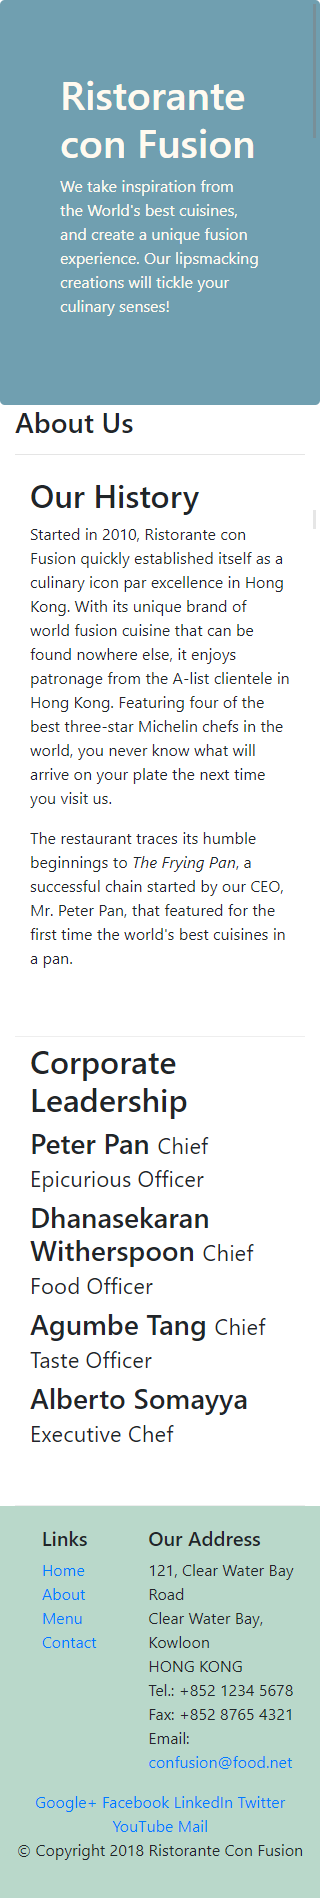 Ristorante
con Fusion
We take inspiration from
the World's best cuisines,
and create a unique fusion
experience. Our lipsmacking
creations will tickle your
culinary senses!
About Us
Our History
Started in 2010, Ristorante con
Fusion quickly established itself as a
culinary icon par excellence in Hong
Kong. With its unique brand of
world fusion cuisine that can be
found nowhere else, it enjoys
patronage from the A-list clientele in
Hong Kong. Featuring four of the
best three-star Michelin chefs in the
world, you never know what will
arrive on your plate the next time
you visit us.
The restaurant traces its humble
beginnings to The Frying Pan, a
successful chain started by our CEO,
Mr. Peter Pan, that featured for the
first time the world's best cuisines in
a pan.
Corporate
Leadership
Peter Pan Chief
Epicurious Officer
Dhanasekaran
Witherspoon Chief
Food Officer
Agumbe Tang Chief
Taste Officer
Alberto Somayya
Executive Chef
Links
Home
About
Menu
Contact
Our Address
121, Clear Water Bay
Road
Clear Water Bay,
Kowloon
HONG KONG
Tel.: +852 1234 5678
Fax: +852 8765 4321
Email:
confusion@food.net
Google+ Facebook LinkedIn Twitter
YouTube Mail
© Copyright 2018 Ristorante Con Fusion